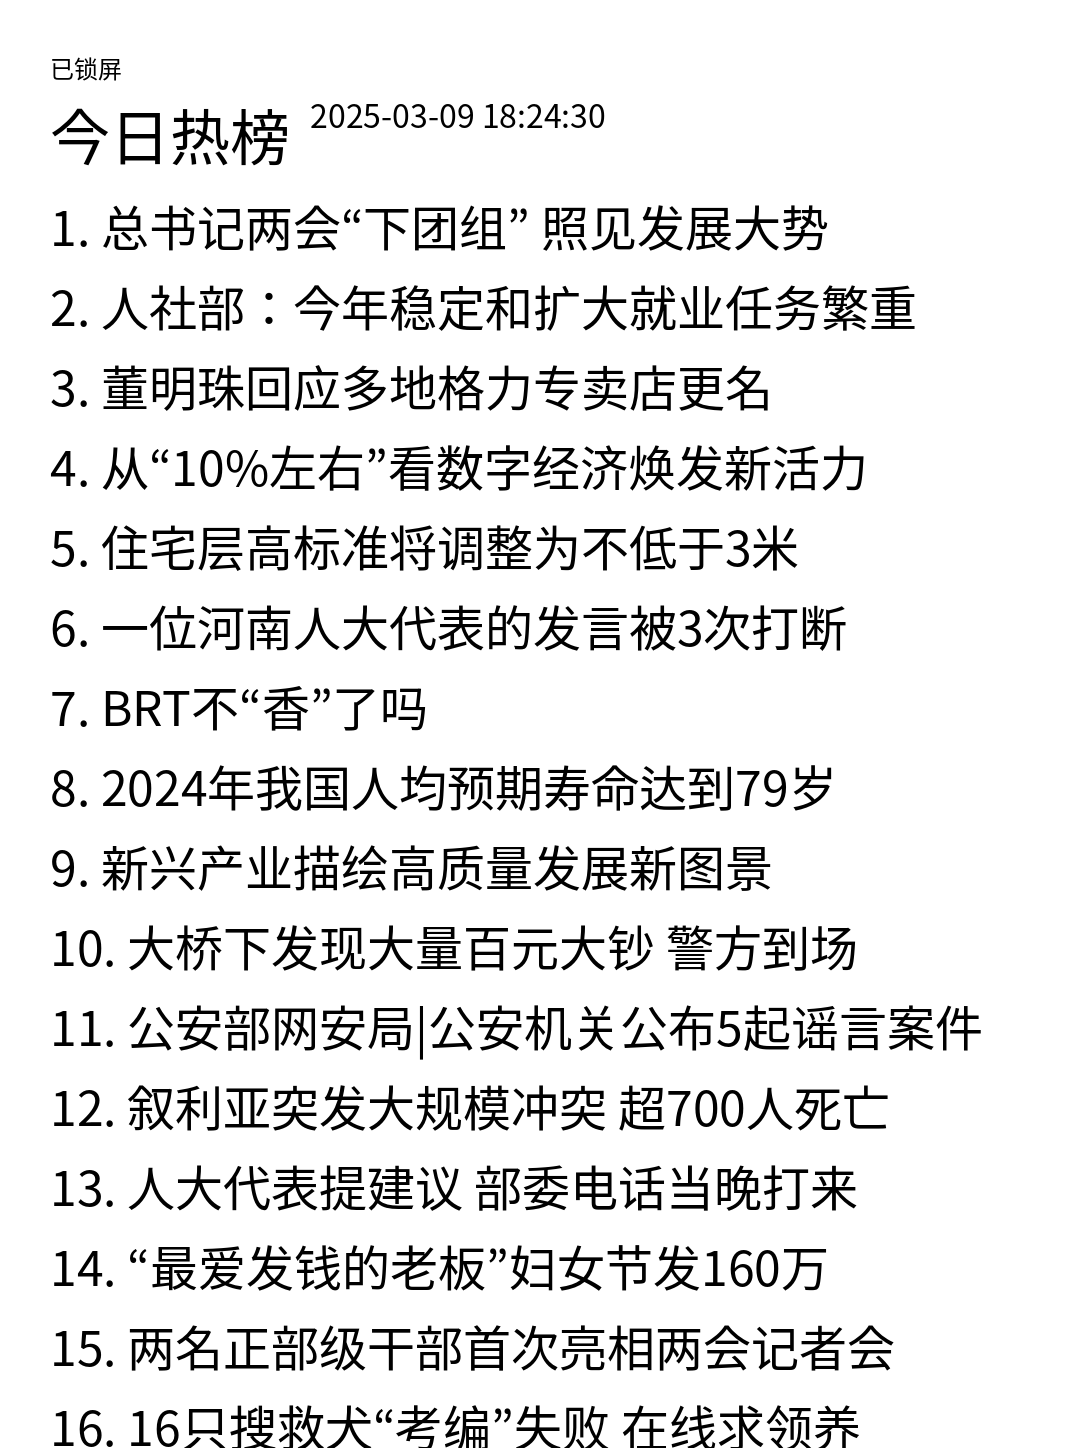 已锁屏
今日热榜 2025-03-09 18:24:30
1. 总书记两会“下团组” 照见发展大势
2. 人社部：今年稳定和扩大就业任务繁重
3. 董明珠回应多地格力专卖店更名
4. 从“10%左右”看数字经济焕发新活力
5. 住宅层高标准将调整为不低于3米
6. 一位河南人大代表的发言被3次打断
7. BRT不“香”了吗
8. 2024年我国人均预期寿命达到79岁
9. 新兴产业描绘高质量发展新图景
10. 大桥下发现大量百元大钞 警方到场
11. 公安部网安局|公安机关公布5起谣言案件
12. 叙利亚突发大规模冲突 超700人死亡
13. 人大代表提建议 部委电话当晚打来
14. “最爱发钱的老板”妇女节发160万
15. 两名正部级干部首次亮相两会记者会
16. 16只搜救犬“考编”失败 在线求领养